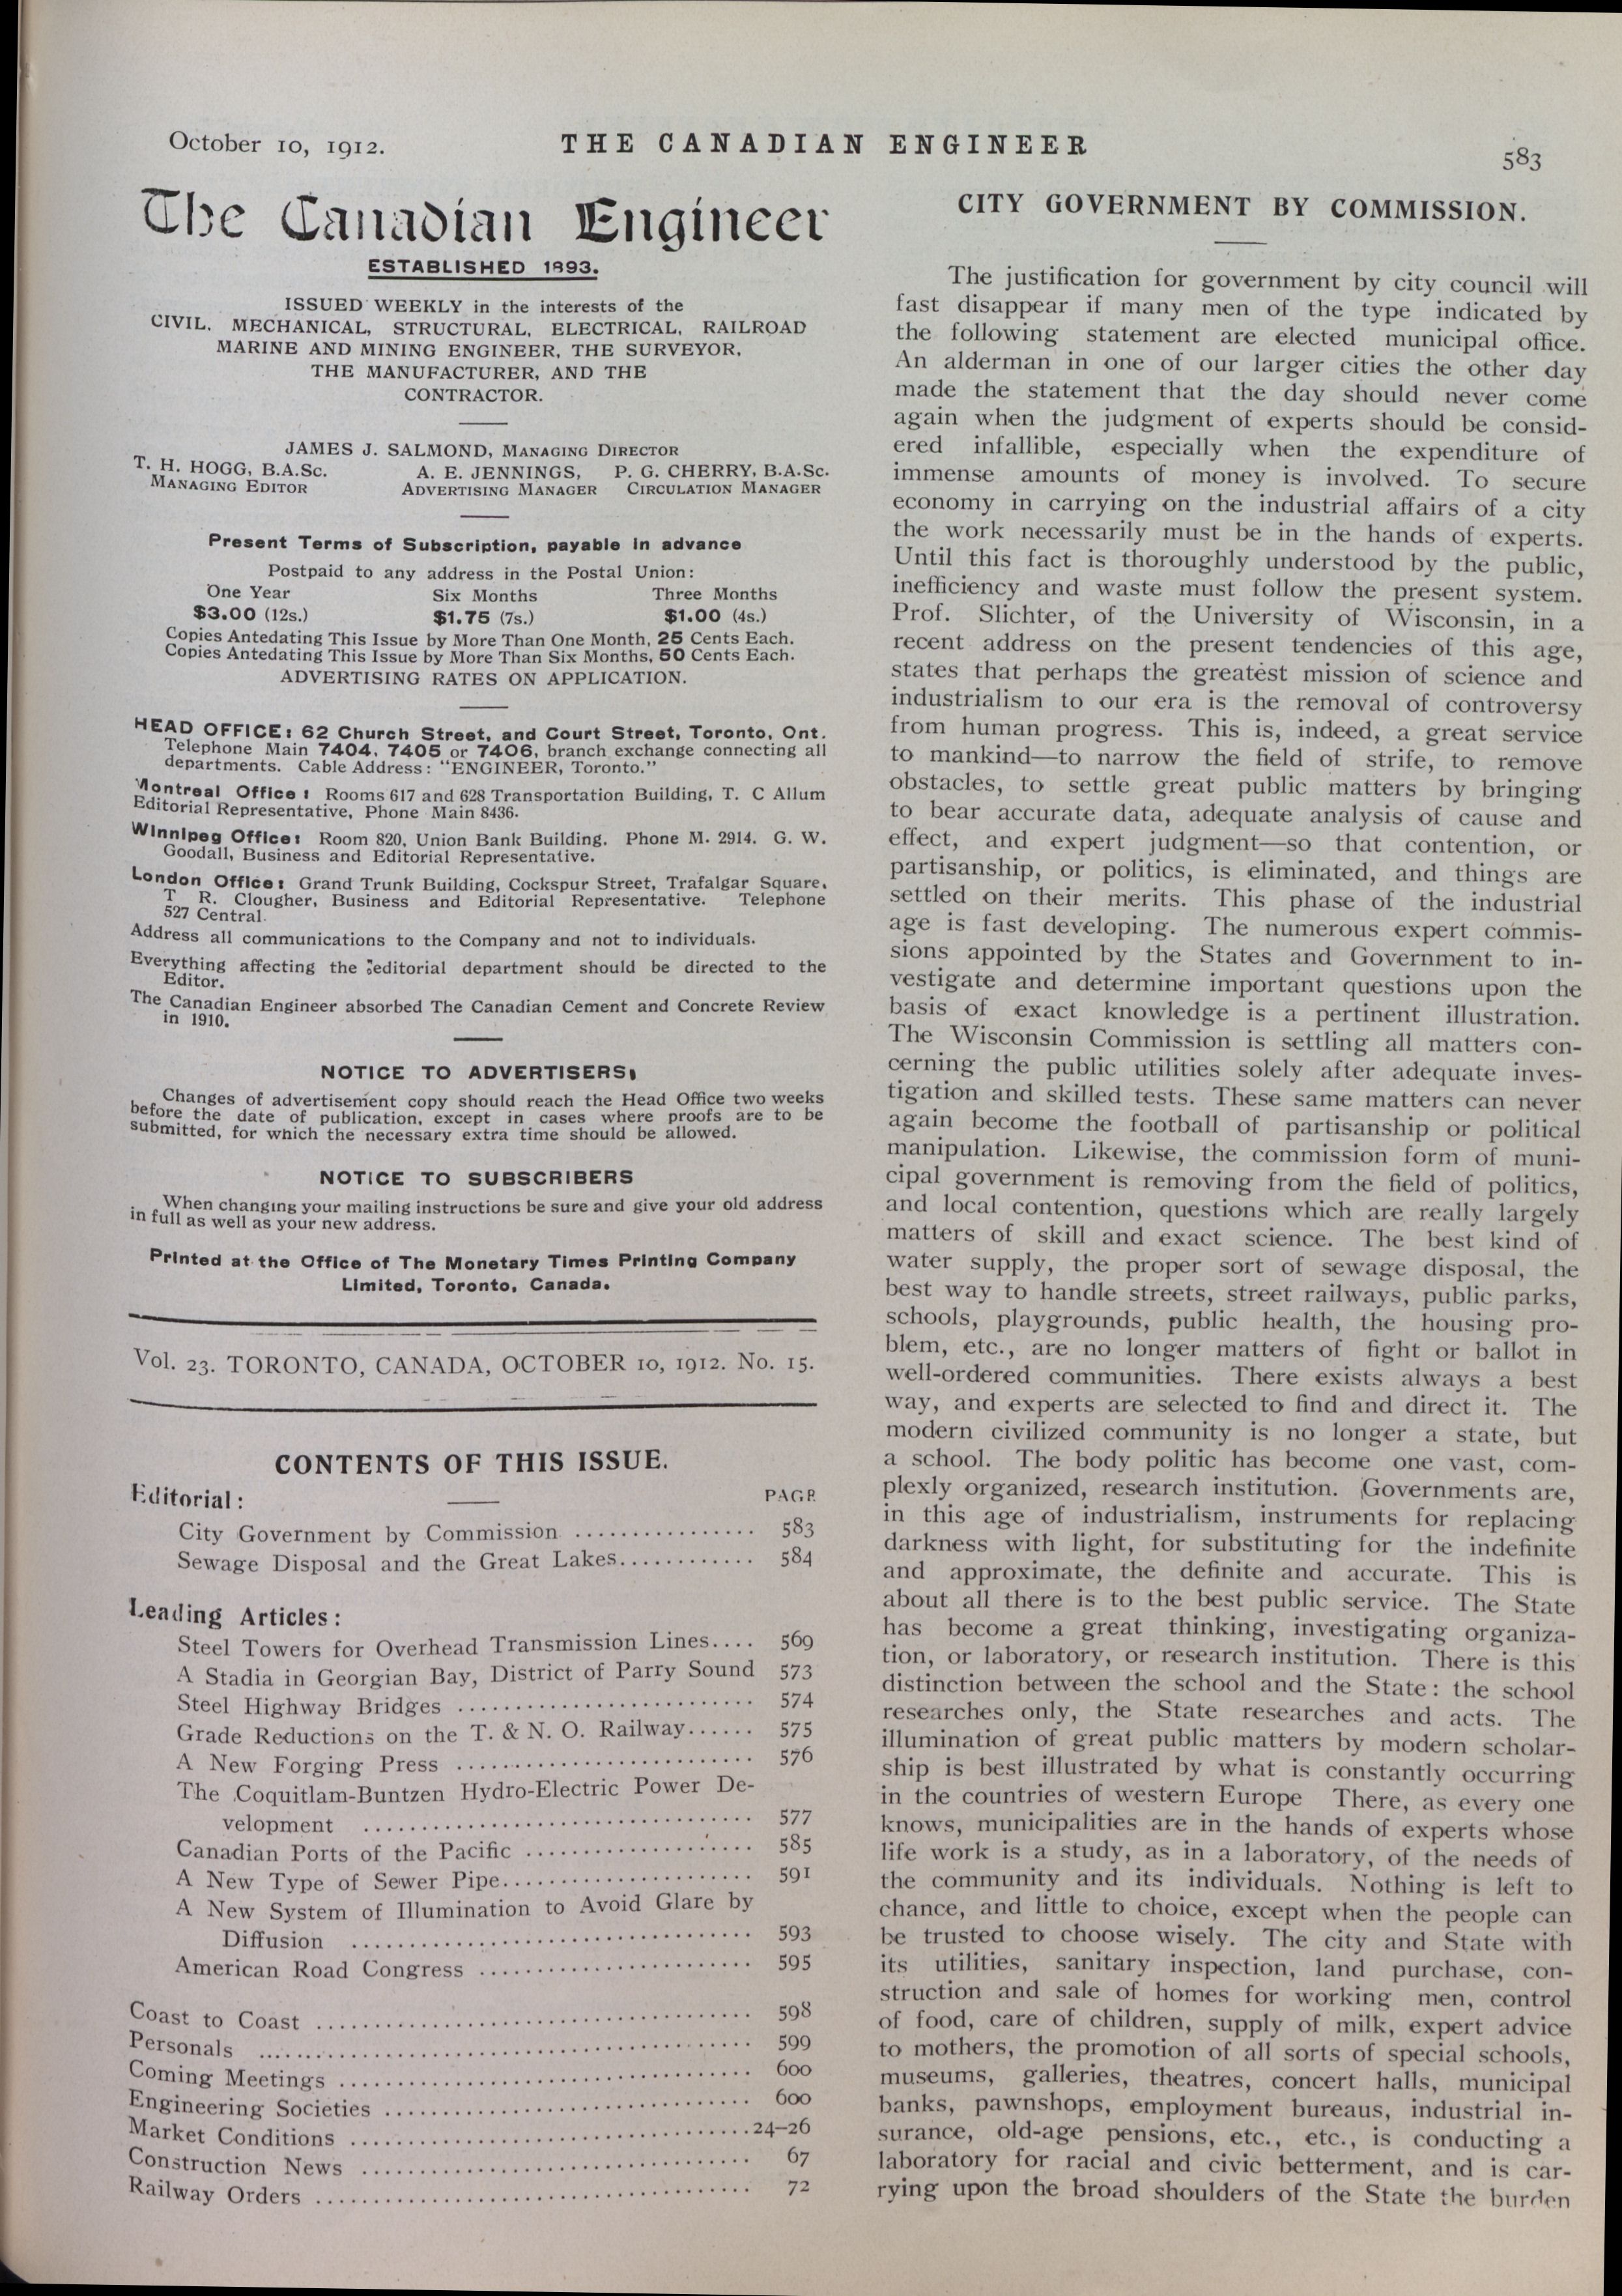 October 10, 1912.
THE CANADIAN ENGINEER
583
The Canadian Engineer
ESTABLISHED 1893.
ISSUED WEEKLY in the interests of the
CIVIL, MECHANICAL, STRUCTURAL, ELECTRICAL, RAILROAD
MARINE AND MINING ENGINEER, THE SURVEYOR,
THE MANUFACTURER, AND THE
CONTRACTOR.
JAMES J. SALMOND, MANAGING DIRECTOR
T. H. HOGG, B.A.Sc. A. E. JENNINGS, P. G. CHERRY, B.A.Sc.
MANAGING EDITOR ADVERTISING MANAGER CIRCULATION MANAGER
Present Terms of Subscription, payable in advance
Postpaid to any address in the Postal Union:
One Year Six Months Three Months
$3.00 (12s.) $1.75 (7s.) $1.00 (4s.)
Copies Antedating This Issue by More Than One Month, 25 Cents Each.
Copies Antedating This Issue by More Than Six Months, 50 Cents Each.
ADVERTISING RATES ON APPLICATION.
HEAD OFFICE: 62 Church Street, and Court Street, Toronto, Ont.
Telephone Main 7404, 7405 or 7406, branch exchange connecting all
departments. Cable Address: "ENGINEER, Toronto."
Montreal Office: Rooms 617 and 628 Transportation Building, T. C Allum
Editorial Representative, Phone Main 8436.
Winnipeg Office: Room 820, Union Bank Building. Phone M. 2914. G. W.
Goodall, Business and Editorial Representative.
London Office: Grand Trunk Building, Cockspur Street, Trafalgar Square,
T R. Clougher, Business and Editorial Representative. Telephone
527 Central.
Address all communications to the Company and not to individuals.
Everything affecting the editorial department should be directed to the
Editor.
The Canadian Engineer absorbed The Canadian Cement and Concrete Review
in 1910.
NOTICE TO ADVERTISERS:
Changes of advertisement copy should reach the Head Office two weeks
before the date of publication, except in cases where proofs are to be
submitted, for which the necessary extra time should be allowed.
NOTICE TO SUBSCRIBERS
When changing your mailing instructions be sure and give your old address
in full as well as your new address.
Printed at the Office of The Monetary Times Printing Company
Limited, Toronto, Canada.
Vol. 23. TORONTO, CANADA, OCTOBER 10, 1912. No. 15.
CONTENTS OF THIS ISSUE.
Editorial: PAGE
City Government by Commission ................ 583
Sewage Disposal and the Great Lakes............ 584
Leading Articles:
Steel Towers for Overhead Transmission Lines.... 569
A Stadia in Georgian Bay, District of Parry Sound 573
Steel Highway Bridges .......................... 574
Grade Reductions on the T. & N. O. Railway...... 575
A New Forging Press .......................... 576
The Coquitlam-Buntzen Hydro-Electric Power De-
velopment .................................. 577
Canadian Ports of the Pacific .................... 585
A New Type of Sewer Pipe...................... 591
A New System of Illumination to Avoid Glare by
Diffusion .................................. 593
American Road Congress ........................ 595
Coast to Coast ...................................... 598
Personals .......................................... 599
Coming Meetings .................................... 600
Engineering Societies ................................ 600
Market Conditions ...................................24-26
Construction News .................................. 67
Railway Orders ...................................... 72
CITY GOVERNMENT BY COMMISSION.
The justification for government by city council will
fast disappear if many men of the type indicated by
the following statement are elected municipal office.
An alderman in one of our larger cities the other day
made the statement that the day should never come
again when the judgment of experts should be consid-
ered infallible, especially when the expenditure of
immense amounts of money is involved. To secure
economy in carrying on the industrial affairs of a city
the work necessarily must be in the hands of experts.
Until this fact is thoroughly understood by the public,
inefficiency and waste must follow the present system.
Prof. Slichter, of the University of Wisconsin, in a
recent address on the present tendencies of this age,
states that perhaps the greatest mission of science and
industrialism to our era is the removal of controversy
from human progress. This is, indeed, a great service
to mankind—to narrow the field of strife, to remove
obstacles, to settle great public matters by bringing
to bear accurate data, adequate analysis of cause and
effect, and expert judgment—so that contention, or
partisanship, or politics, is eliminated, and things are
settled on their merits. This phase of the industrial
age is fast developing. The numerous expert commis-
sions appointed by the States and Government to in-
vestigate and determine important questions upon the
basis of exact knowledge is a pertinent illustration.
The Wisconsin Commission is settling all matters con-
cerning the public utilities solely after adequate inves-
tigation and skilled tests. These same matters can never
again become the football of partisanship or political
manipulation. Likewise, the commission form of muni-
cipal government is removing from the field of politics,
and local contention, questions which are really largely
matters of skill and exact science. The best kind of
water supply, the proper sort of sewage disposal, the
best way to handle streets, street railways, public parks,
schools, playgrounds, public health, the housing pro-
blem, etc., are no longer matters of fight or ballot in
well-ordered communities. There exists always a best
way, and experts are selected to find and direct it. The
modern civilized community is no longer a state, but
a school. The body politic has become one vast, com-
plexly organized, research institution. Governments are,
in this age of industrialism, instruments for replacing
darkness with light, for substituting for the indefinite
and approximate, the definite and accurate. This is
about all there is to the best public service. The State
has become a great thinking, investigating organiza-
tion, or laboratory, or research institution. There is this
distinction between the school and the State: the school
researches only, the State researches and acts. The
illumination of great public matters by modern scholar-
ship is best illustrated by what is constantly occurring
in the countries of western Europe There, as every one
knows, municipalities are in the hands of experts whose
life work is a study, as in a laboratory, of the needs of
the community and its individuals. Nothing is left to
chance, and little to choice, except when the people can
be trusted to choose wisely. The city and State with
its utilities, sanitary inspection, land purchase, con-
struction and sale of homes for working men, control
of food, care of children, supply of milk, expert advice
to mothers, the promotion of all sorts of special schools,
museums, galleries, theatres, concert halls, municipal
banks, pawnshops, employment bureaus, industrial in-
surance, old-age pensions, etc., etc., is conducting a
laboratory for racial and civic betterment, and is car-
rying upon the broad shoulders of the State the burden